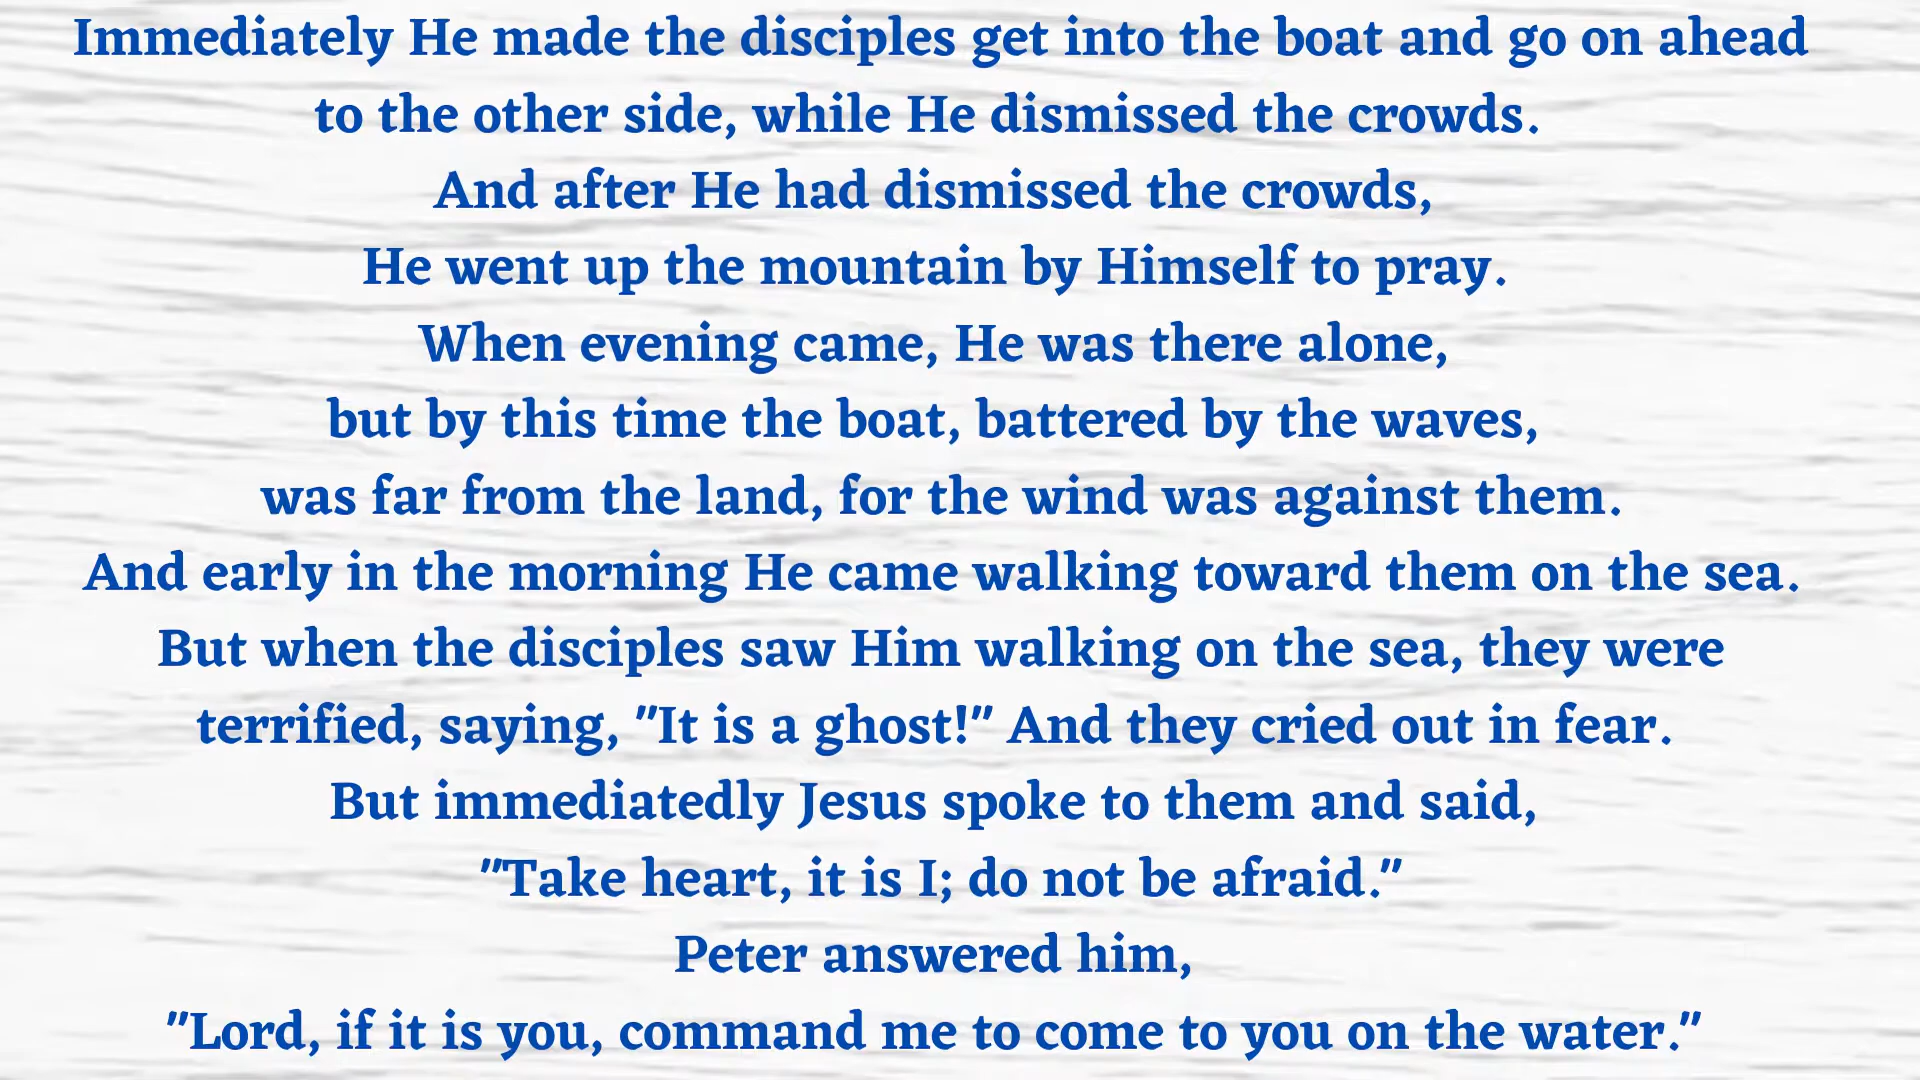 Immediately He made the disciples get into the boat and go on ahead
to the other side, while He dismissed the crowds.
And after He had dismissed the crowds,
He went up the mountain by Himself to pray.
When evening came, He was there alone,
but by this time the boat, battered by the waves,
was far from the land, for the wind was against them.
And early in the morning He came walking toward them on the sea.
But when the disciples saw Him walking on the sea, they were
terrified, saying, "It is a ghost!" And they cried out in fear.
But immediatedly Jesus spoke to them and said,
"Take heart, it is I; do not be afraid."
Peter answered him,
"Lord, if it is you, command me to come to you on the water."